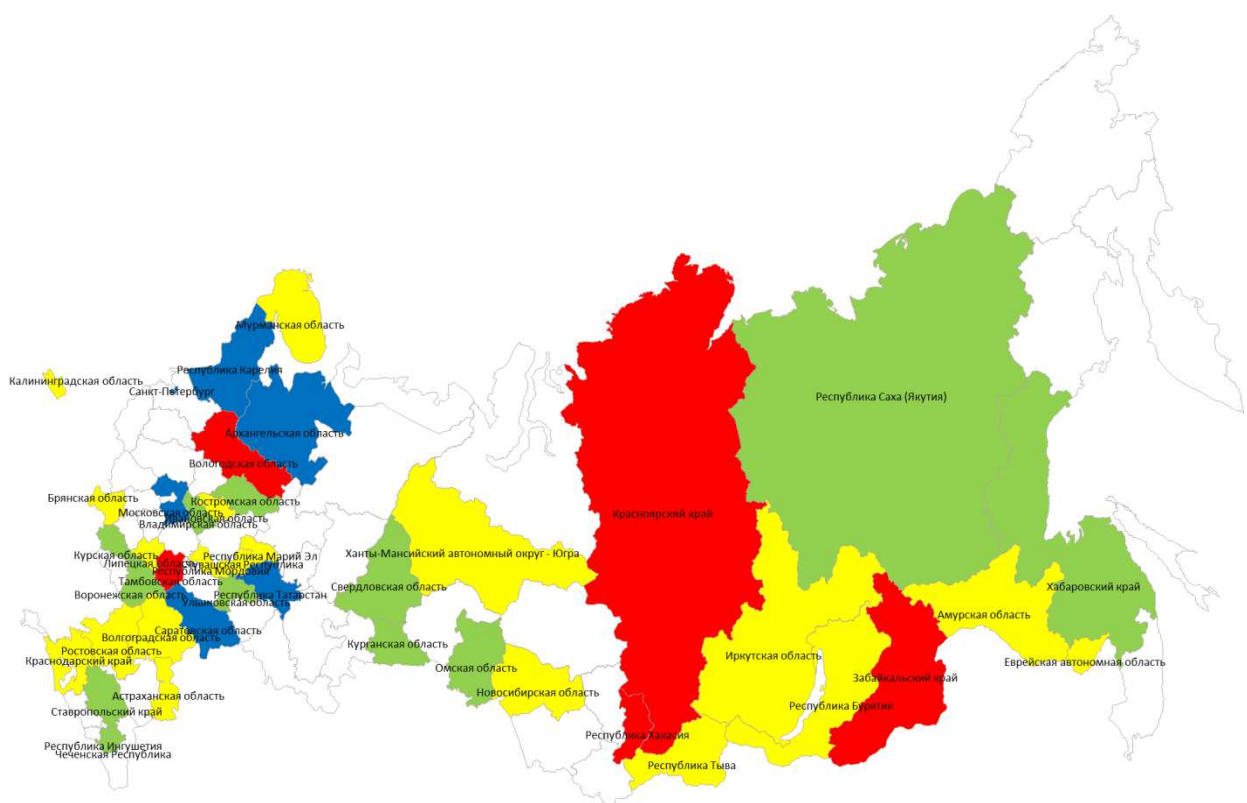 Мурманская область
Республика Карелия
Калининградская область
Санкт-Петербург
Республика Саха (Якутия)
Архангельская область
Вологодская область
Брянская область
Костромская область
Московская область
Ивановская область
Красноярский край
Владимирская область
Курская область
Республика Марий Эл
Ханты-Мансийский автономный округ - Югра
Липецкая область
Чувашская Республика
Республика Мордовия
Тамбовская область
Свердловская область
Хабаровский край
Воронежская область
Республика Татарстан
Ульяновская область
Амурская область
Саратовская область
Волгоградская область
Курганская область
Ростовская область
Иркутская область
Краснодарский край
Омская область
Еврейская автономная область
Забайкальский край
Астраханская область
Новосибирская область
Республика Бурятия
Ставропольский край
Республика Хакасия
Республика Ингушетия
Чеченская Республика
Республика Тыва